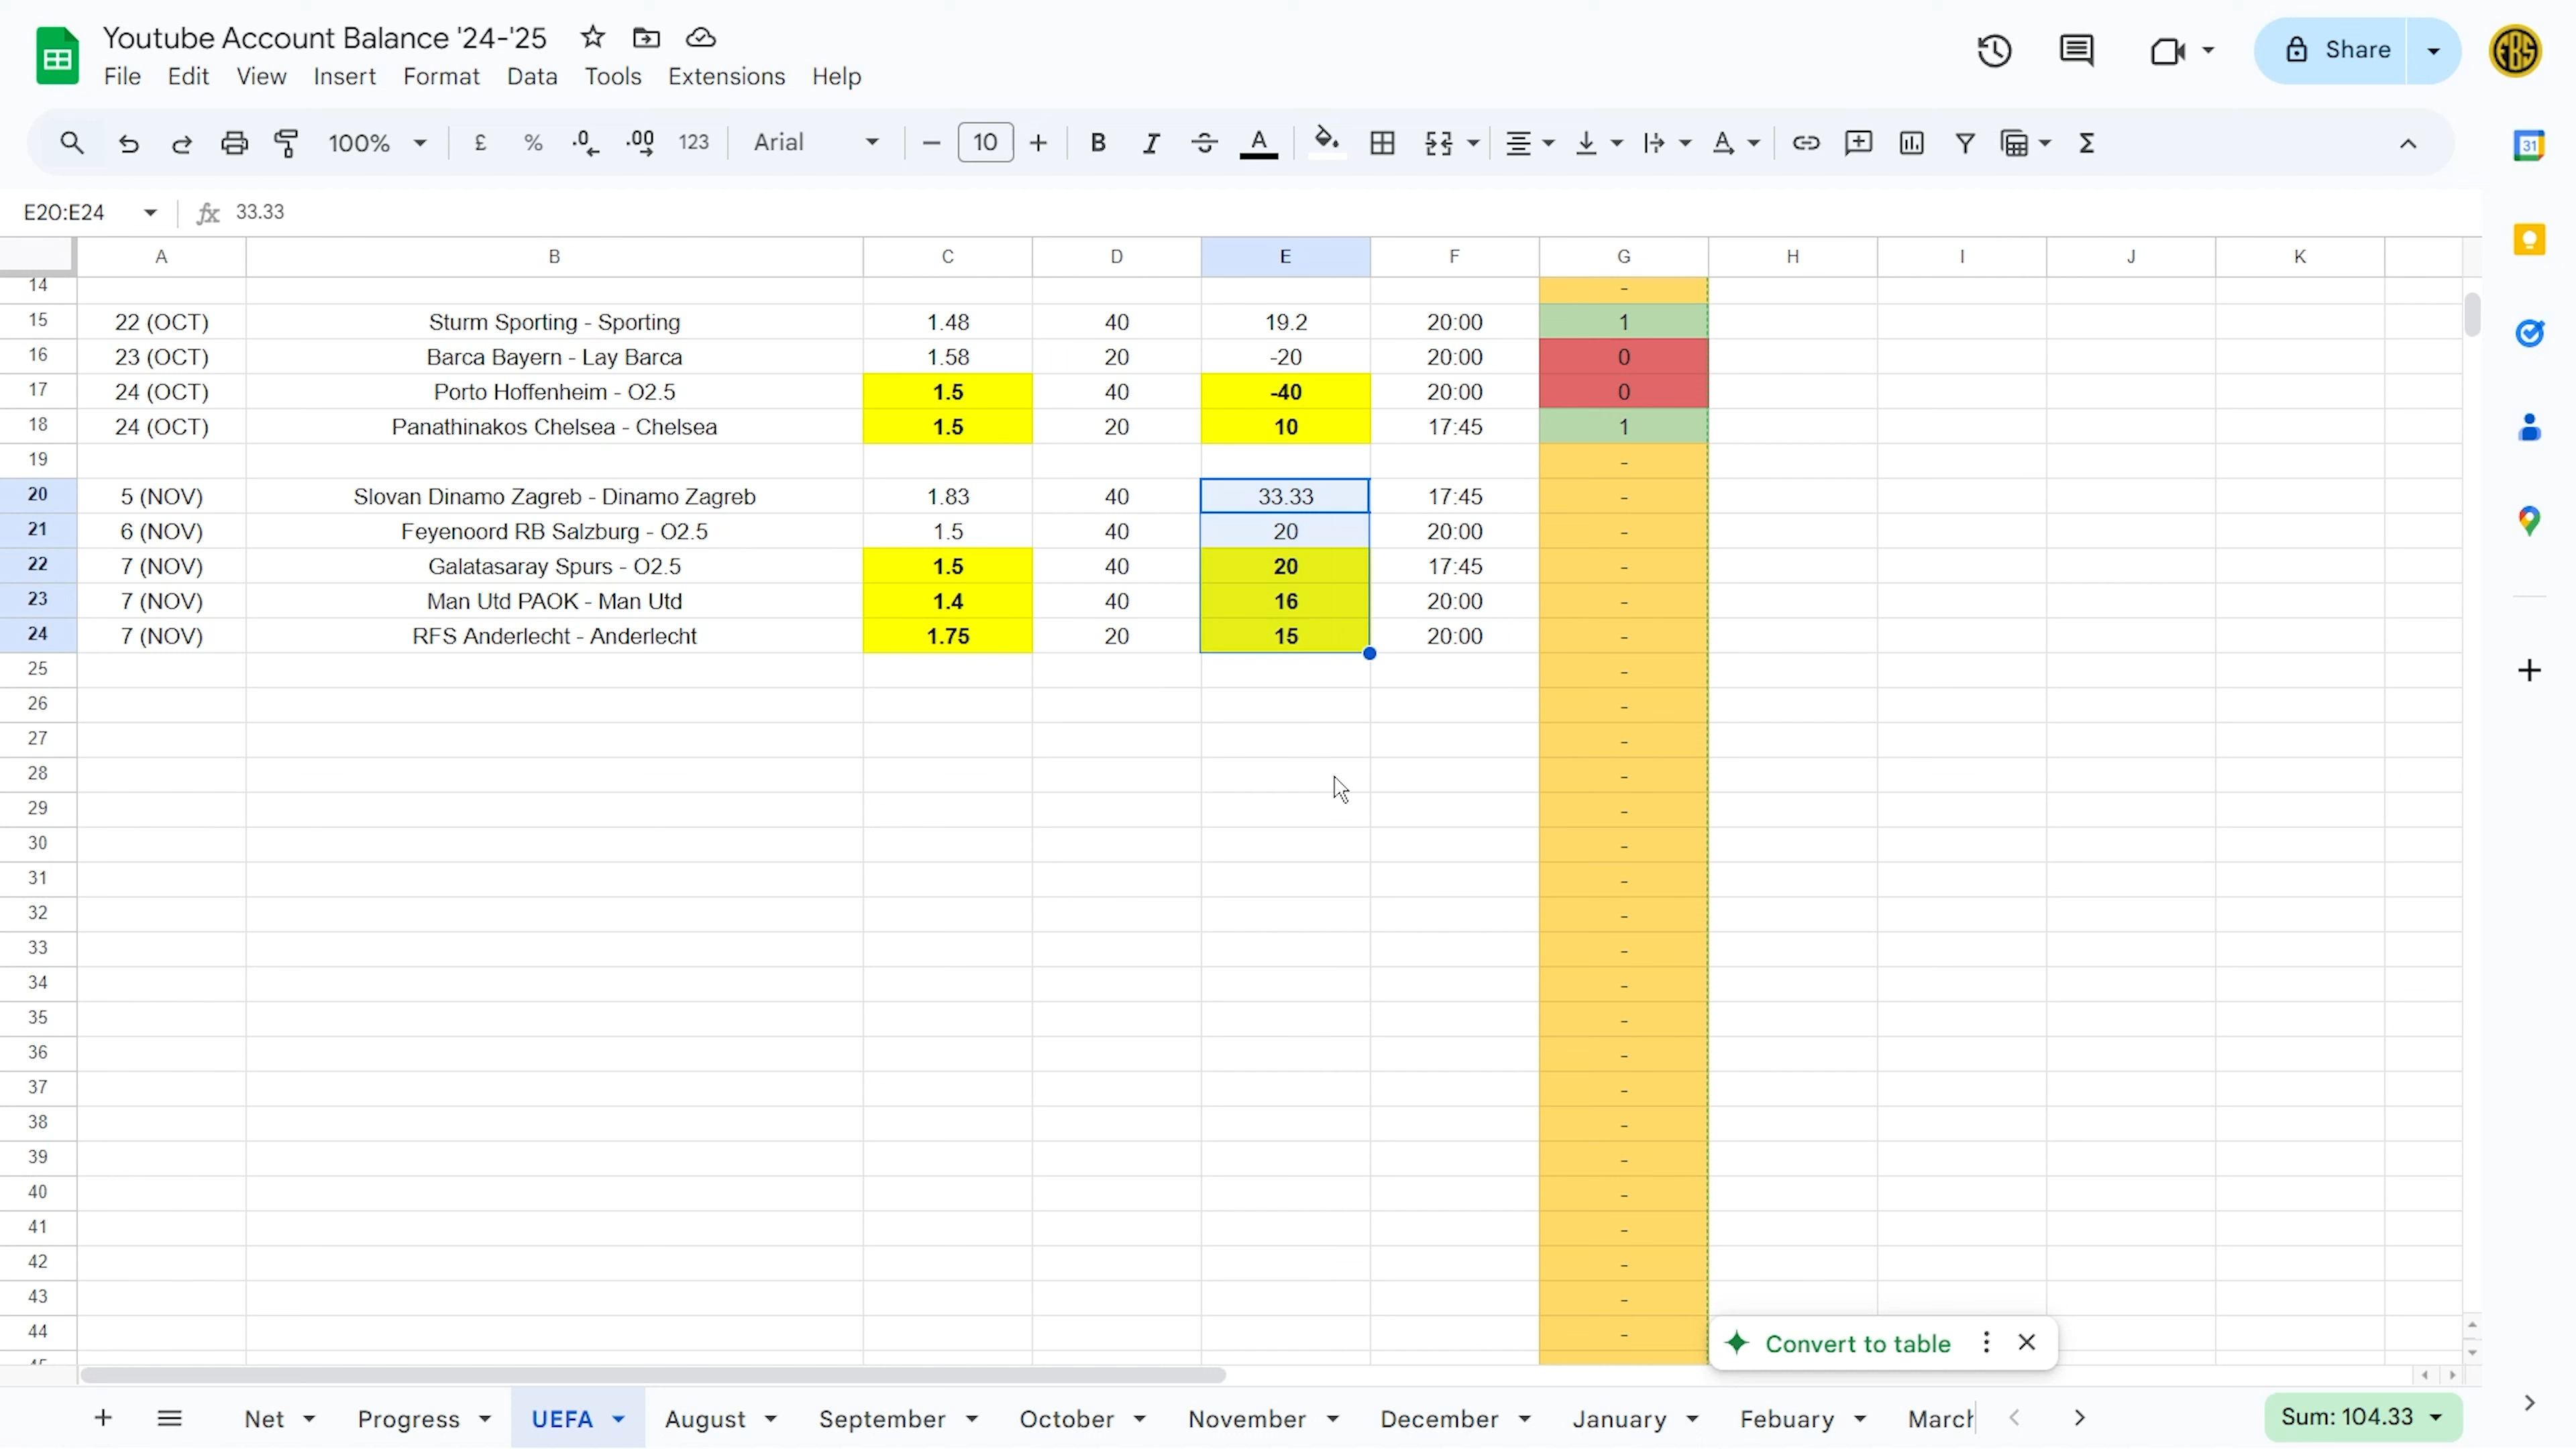 Youtube Account Balance '24-'25
File Edit View Insert Format Data Tools Extensions Help
Share
100% £ % .0 .00 123 Arial 10 B I A
31
E20:E24 fx 33.33
A B C D E F G H I J K
14 -
15 22 (OCT) Sturm Sporting - Sporting 1.48 40 19.2 20:00 1
16 23 (OCT) Barca Bayern - Lay Barca 1.58 20 -20 20:00 0
17 24 (OCT) Porto Hoffenheim - O2.5 1.5 40 -40 20:00 0
18 24 (OCT) Panathinakos Chelsea - Chelsea 1.5 20 10 17:45 1
19 -
20 5 (NOV) Slovan Dinamo Zagreb - Dinamo Zagreb 1.83 40 33.33 17:45 -
21 6 (NOV) Feyenoord RB Salzburg - O2.5 1.5 40 20 20:00 -
22 7 (NOV) Galatasaray Spurs - O2.5 1.5 40 20 17:45 -
23 7 (NOV) Man Utd PAOK - Man Utd 1.4 40 16 20:00 -
24 7 (NOV) RFS Anderlecht - Anderlecht 1.75 20 15 20:00 -
25 -
26 -
27 -
28 -
29 -
30 -
31 -
32 -
33 -
34 -
35 -
36 -
37 -
38 -
39 -
40 -
41 -
42 -
43 -
44 -
45
Convert to table
Net Progress UEFA August September October November December January Febuary March
Sum: 104.33